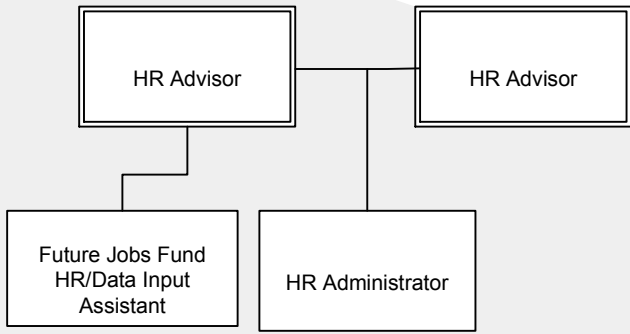 HR Advisor
HR Advisor
Future Jobs Fund
HR/Data Input
Assistant
HR Administrator